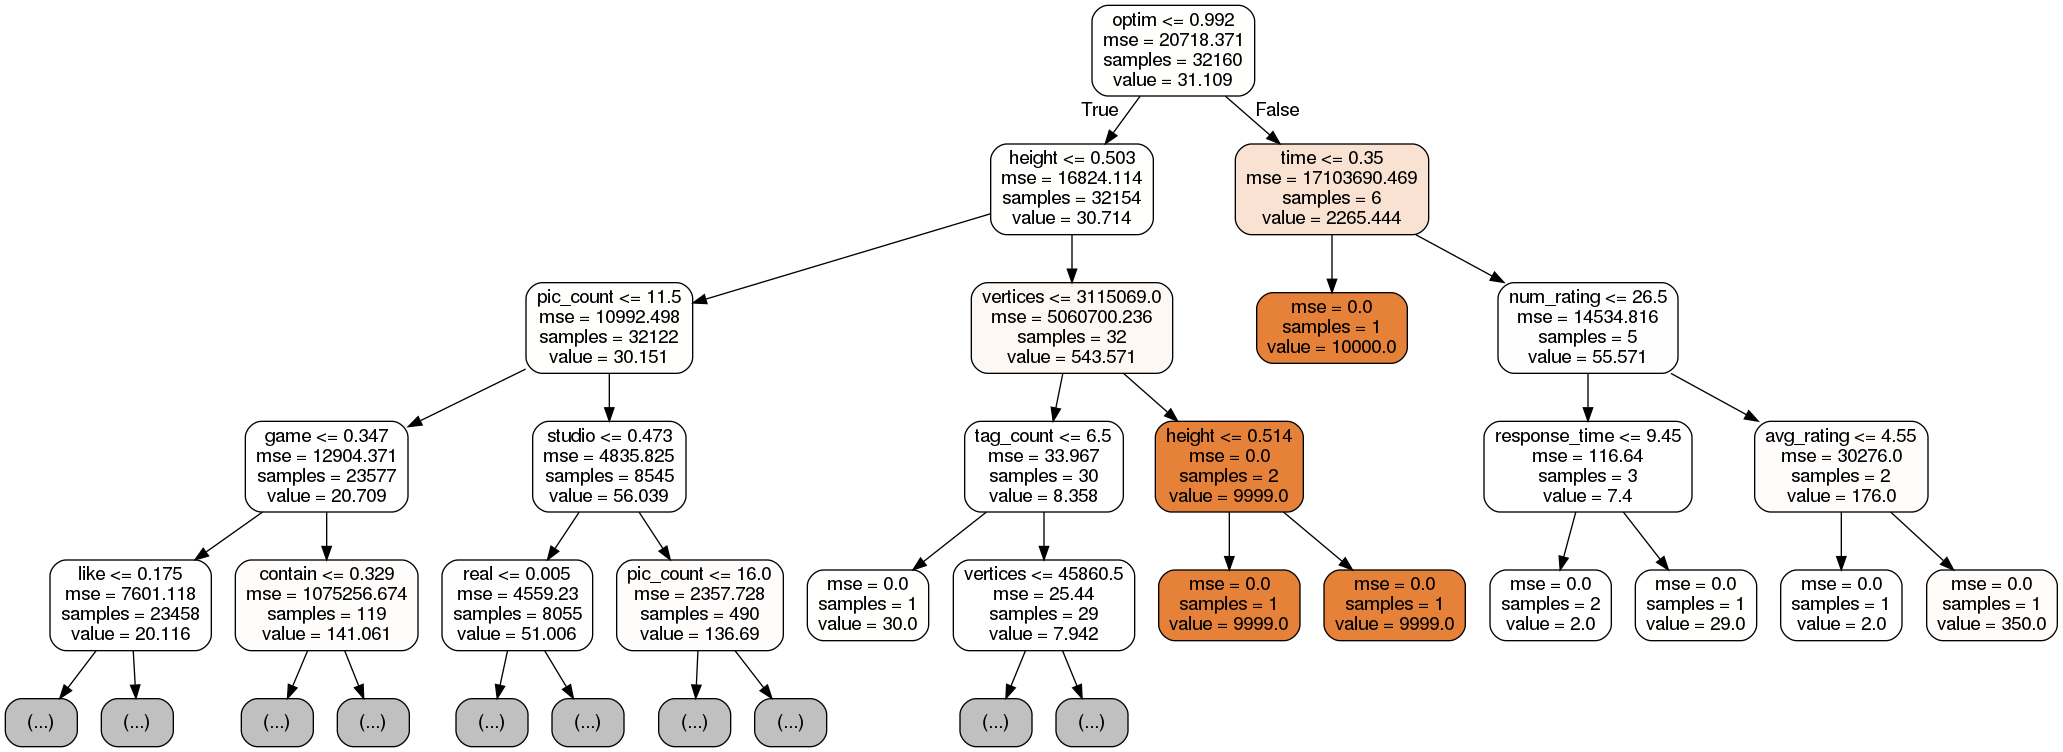 optim <= 0.992
mse = 20718.371
samples = 32160
value = 31.109
True
False
height <= 0.503
mse = 16824.114
samples = 32154
value = 30.714
time <= 0.35
mse = 17103690.469
samples = 6
value = 2265.444
pic_count <= 11.5
mse = 10992.498
samples = 32122
value = 30.151
vertices <= 3115069.0
mse = 5060700.236
samples = 32
value = 543.571
mse = 0.0
samples = 1
value = 10000.0
num_rating <= 26.5
mse = 14534.816
samples = 5
value = 55.571
game <= 0.347
mse = 12904.371
samples = 23577
value = 20.709
studio <= 0.473
mse = 4835.825
samples = 8545
value = 56.039
tag_count <= 6.5
mse = 33.967
samples = 30
value = 8.358
height <= 0.514
mse = 0.0
samples = 2
value = 9999.0
response_time <= 9.45
mse = 116.64
samples = 3
value = 7.4
avg_rating <= 4.55
mse = 30276.0
samples = 2
value = 176.0
like <= 0.175
mse = 7601.118
samples = 23458
value = 20.116
contain <= 0.329
mse = 1075256.674
samples = 119
value = 141.061
real <= 0.005
mse = 4559.23
samples = 8055
value = 51.006
pic_count <= 16.0
mse = 2357.728
samples = 490
value = 136.69
mse = 0.0
samples = 1
value = 30.0
vertices <= 45860.5
mse = 25.44
samples = 29
value = 7.942
mse = 0.0
samples = 1
value = 9999.0
mse = 0.0
samples = 1
value = 9999.0
mse = 0.0
samples = 2
value = 2.0
mse = 0.0
samples = 1
value = 29.0
mse = 0.0
samples = 1
value = 2.0
mse = 0.0
samples = 1
value = 350.0
(...)
(...)
(...)
(...)
(...)
(...)
(...)
(...)
(...)
(...)